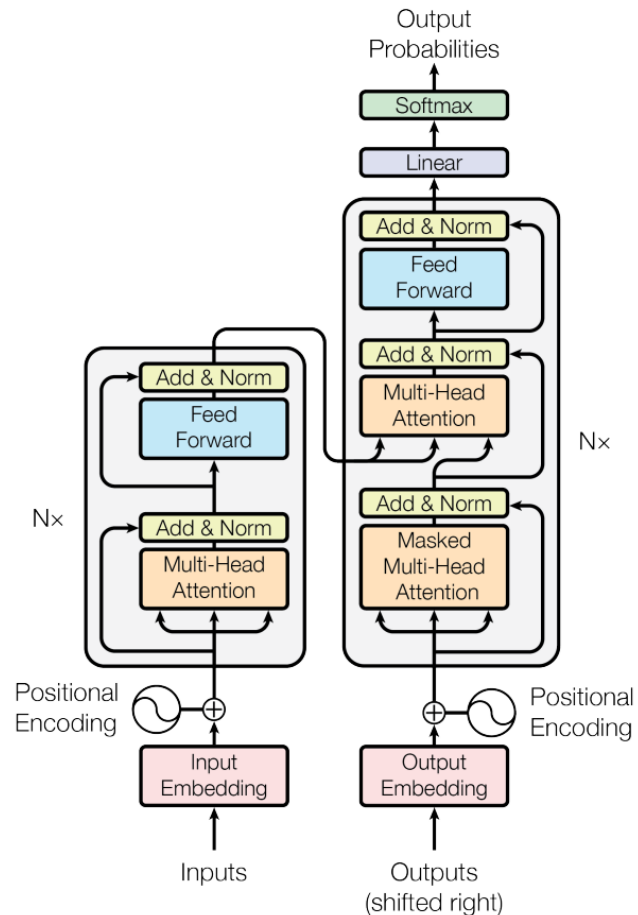 Output
Probabilities
Softmax
Linear
Add & Norm
Feed
Forward
Add & Norm
Multi-Head
Attention
Add & Norm
Masked
Multi-Head
Attention
N×
Add & Norm
Feed
Forward
Add & Norm
Multi-Head
Attention
N×
Positional
Encoding
Positional
Encoding
Input
Embedding
Output
Embedding
Inputs
Outputs
(shifted right)